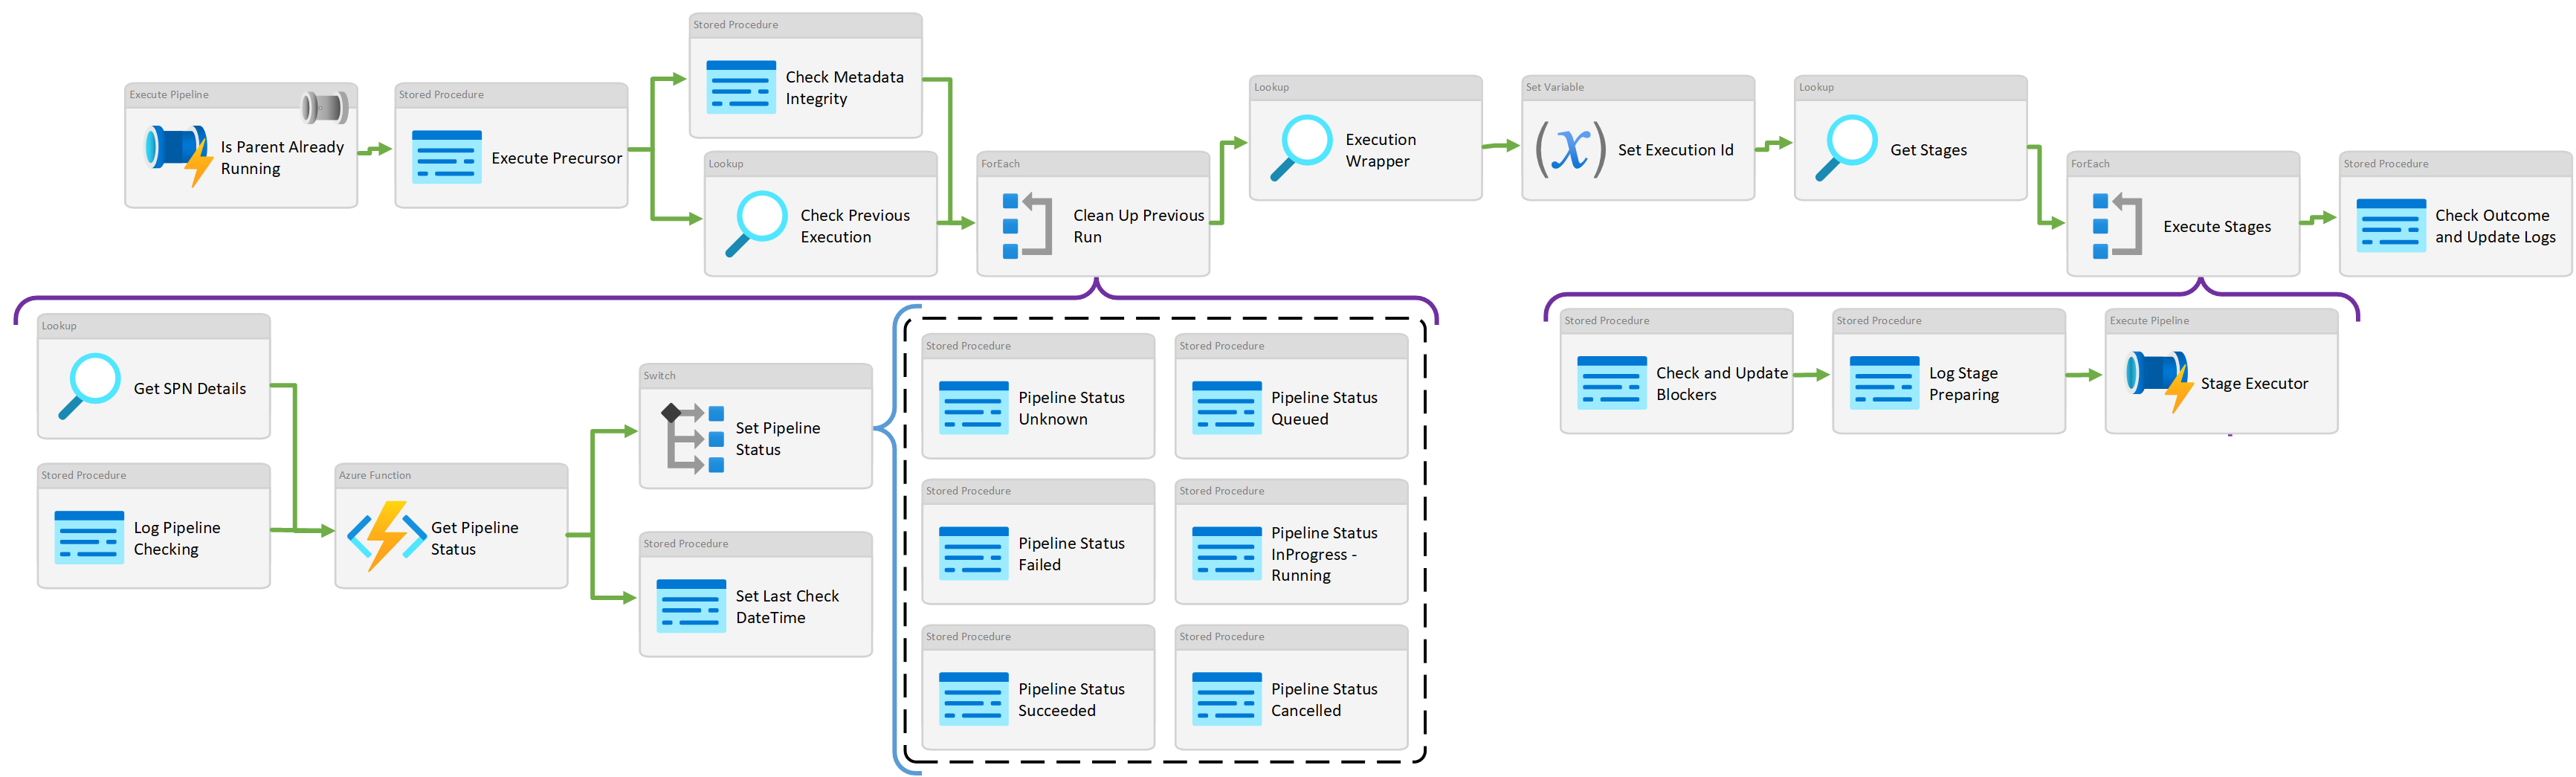 Execute Pipeline
Is Parent Already
Running
Stored Procedure
Execute Precursor
Stored Procedure
Check Metadata
Integrity
Lookup
Check Previous
Execution
ForEach
Clean Up Previous
Run
Lookup
Execution
Wrapper
Set Variable
(x)
Set Execution Id
Lookup
Get Stages
ForEach
Execute Stages
Stored Procedure
Check Outcome
and Update Logs
Lookup
Get SPN Details
Stored Procedure
Log Pipeline
Checking
Azure Function
Get Pipeline
Status
Switch
Set Pipeline
Status
Stored Procedure
Set Last Check
DateTime
Stored Procedure
Pipeline Status
Unknown
Stored Procedure
Pipeline Status
Queued
Stored Procedure
Pipeline Status
Failed
Stored Procedure
Pipeline Status
InProgress -
Running
Stored Procedure
Pipeline Status
Succeeded
Stored Procedure
Pipeline Status
Cancelled
Stored Procedure
Check and Update
Blockers
Stored Procedure
Log Stage
Preparing
Execute Pipeline
Stage Executor